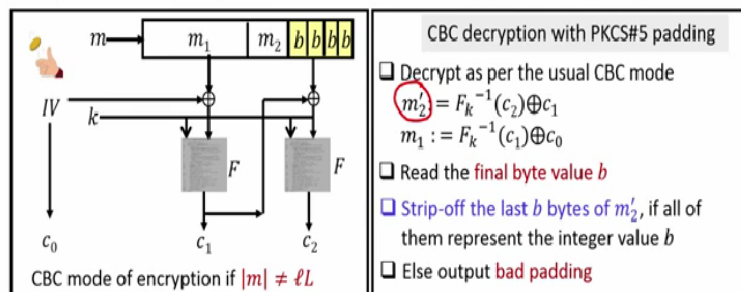 m
m₁
m₂
b b b b
IV
k
F
F
c₀
c₁
c₂
CBC mode of encryption if |m| ≠ ℓL
CBC decryption with PKCS#5 padding
❑ Decrypt as per the usual CBC mode
m₂′ := Fₖ⁻¹(c₂)⊕c₁
m₁ := Fₖ⁻¹(c₁)⊕c₀
❑ Read the final byte value b
❑ Strip-off the last b bytes of m₂′, if all of
them represent the integer value b
❑ Else output bad padding